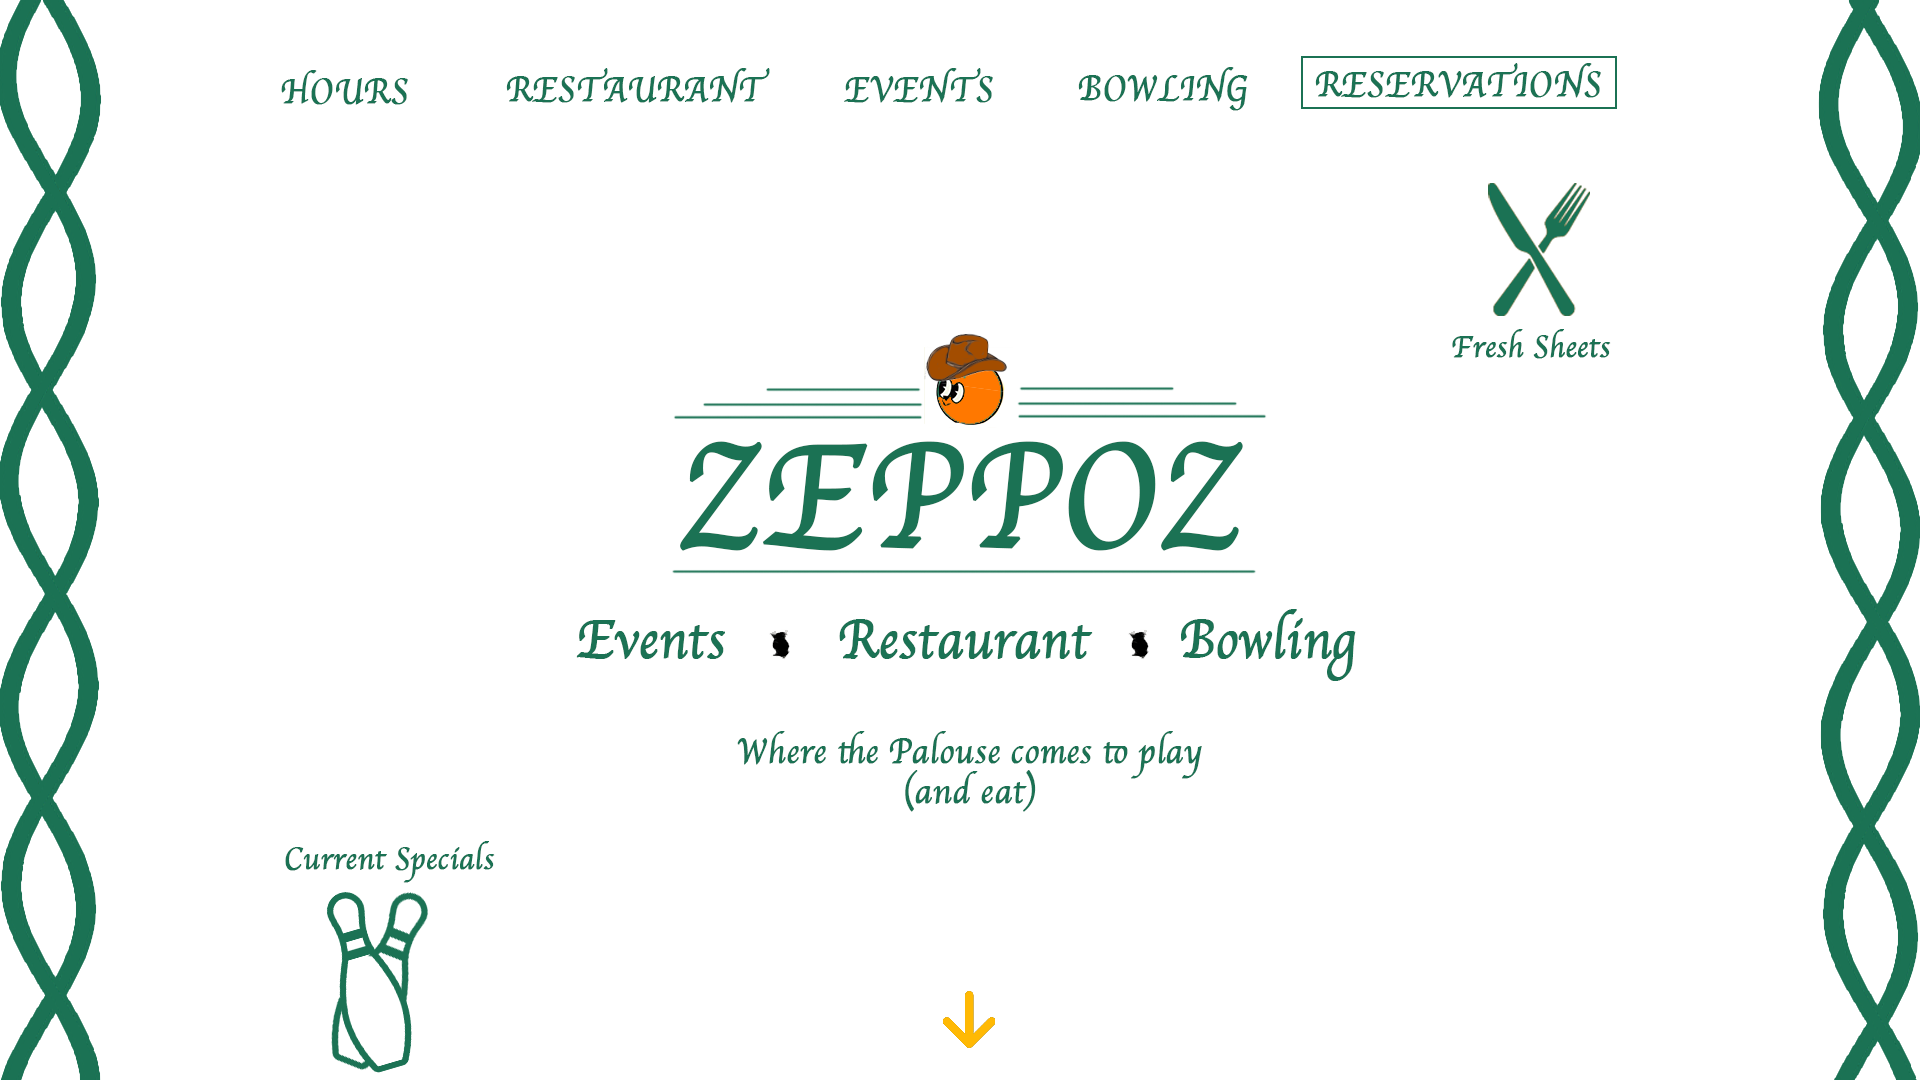 HOURS
RESTAURANT
EVENTS
BOWLING
RESERVATIONS
Fresh Sheets
ZEPPOZ
Events
Restaurant
Bowling
Where the Palouse comes to play
(and eat)
Current Specials